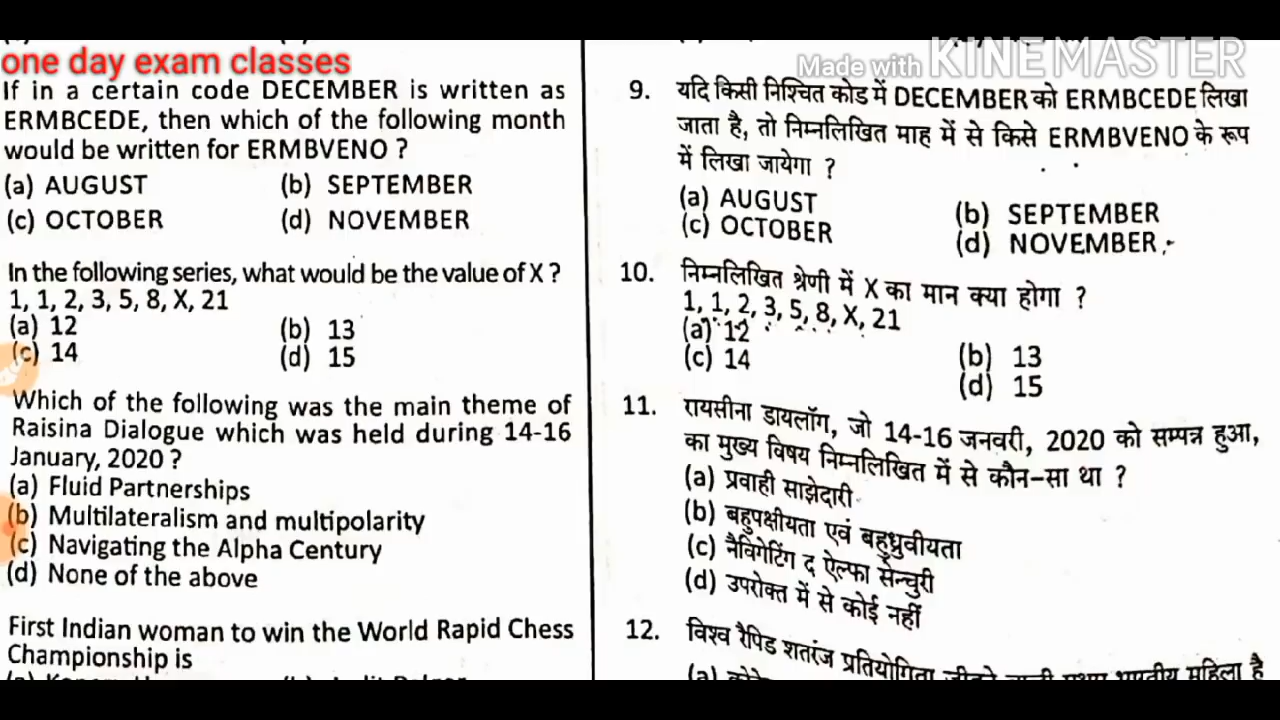 one day exam classes
Made with KINEMASTER
If in a certain code DECEMBER is written as
ERMBCEDE, then which of the following month
would be written for ERMBVENO ?
(a) AUGUST (b) SEPTEMBER
(c) OCTOBER (d) NOVEMBER
In the following series, what would be the value of X ?
1, 1, 2, 3, 5, 8, X, 21
(a) 12 (b) 13
(c) 14 (d) 15
Which of the following was the main theme of
Raisina Dialogue which was held during 14-16
January, 2020 ?
(a) Fluid Partnerships
(b) Multilateralism and multipolarity
(c) Navigating the Alpha Century
(d) None of the above
First Indian woman to win the World Rapid Chess
Championship is
9. यदि किसी निश्चित कोड में DECEMBER को ERMBCEDE लिखा
जाता है, तो निम्नलिखित माह में से किसे ERMBVENO के रूप
में लिखा जायेगा ?
(a) AUGUST (b) SEPTEMBER
(c) OCTOBER (d) NOVEMBER
10. निम्नलिखित श्रेणी में X का मान क्या होगा ?
1, 1, 2, 3, 5, 8, X, 21
(a) 12 (b) 13
(c) 14 (d) 15
11. रायसीना डायलॉग, जो 14-16 जनवरी, 2020 को सम्पन्न हुआ,
का मुख्य विषय निम्नलिखित में से कौन-सा था ?
(a) प्रवाही साझेदारी
(b) बहुपक्षीयता एवं बहुध्रुवीयता
(c) नैविगेटिंग द ऐल्फा सेन्चुरी
(d) उपरोक्त में से कोई नहीं
12. विश्व रैपिड शतरंज प्रतियोगिता जीतने वाली प्रथम भारतीय महिला है